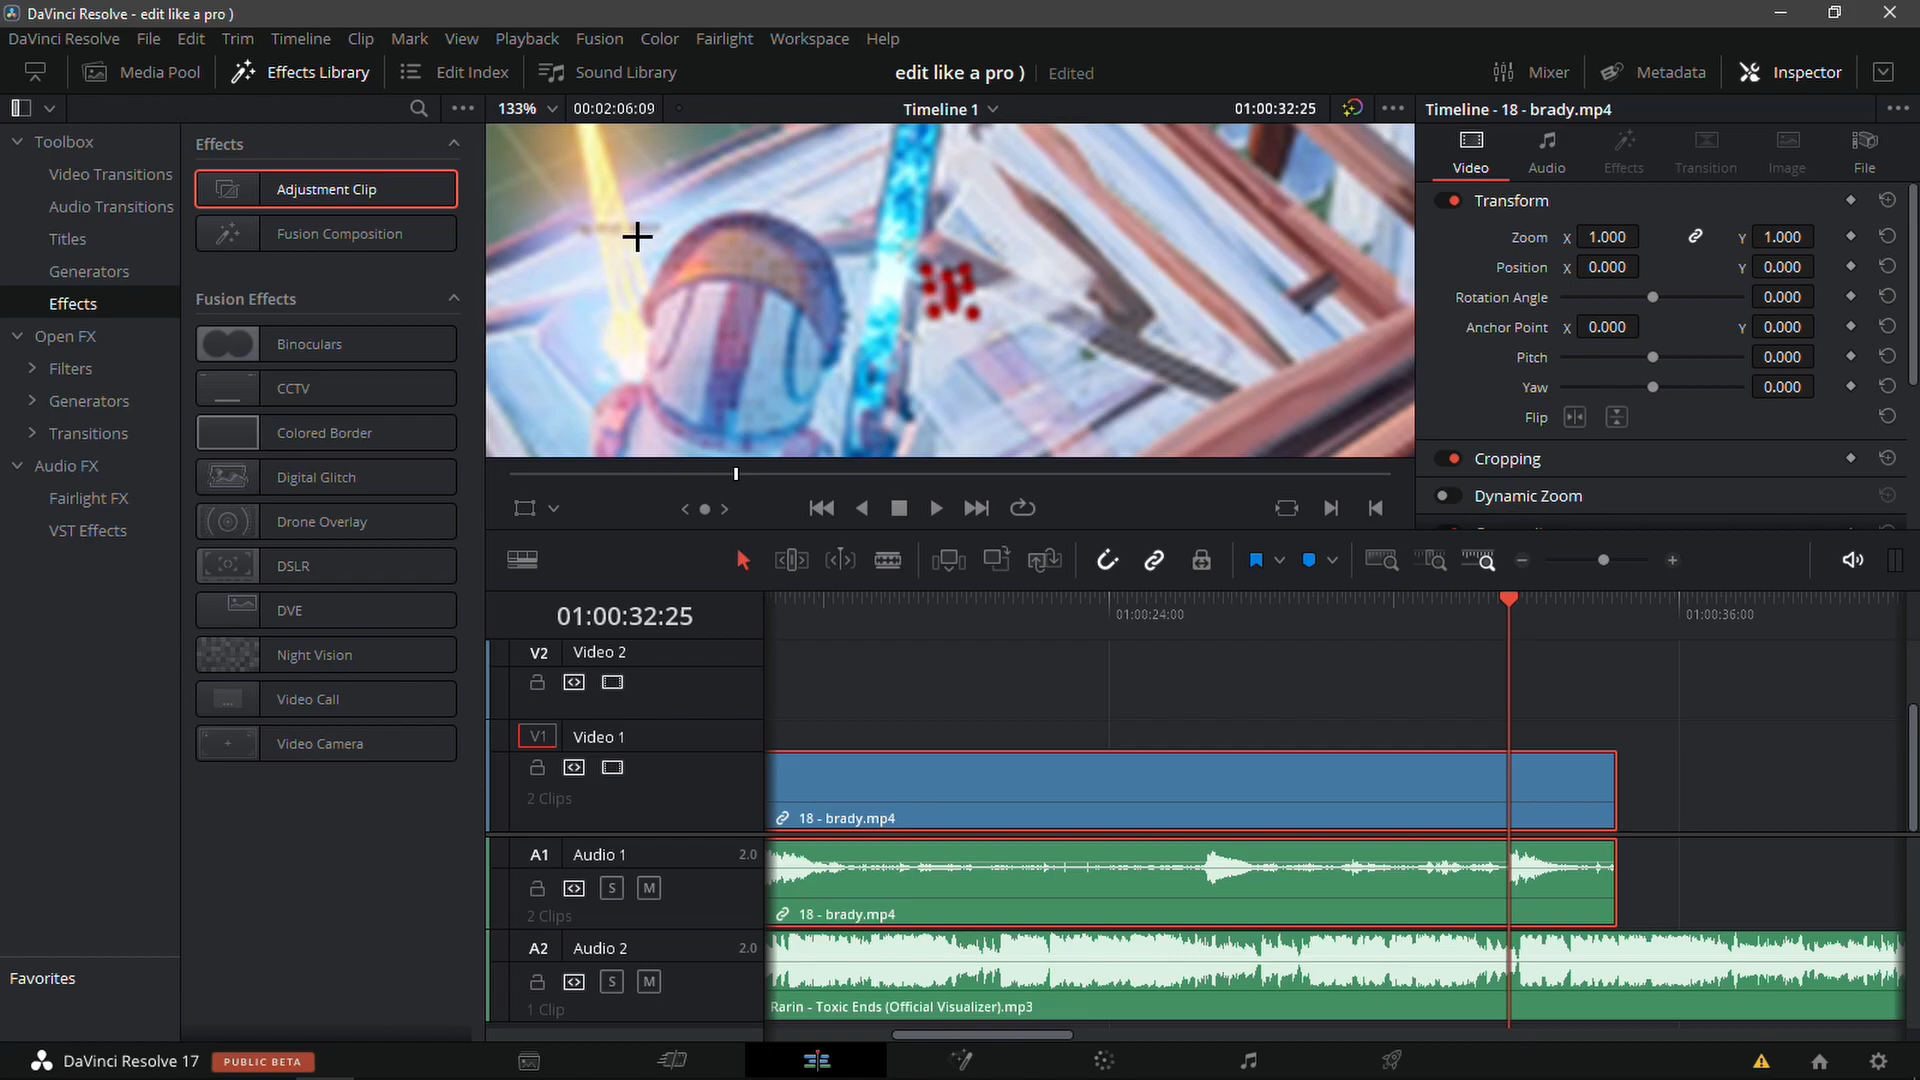 DaVinci Resolve - edit like a pro )
DaVinci Resolve File Edit Trim Timeline Clip Mark View Playback Fusion Color Fairlight Workspace Help
Media Pool Effects Library Edit Index Sound Library edit like a pro ) Edited Mixer Metadata Inspector
133% 00:02:06:09 Timeline 1 01:00:32:25 Timeline - 18 - brady.mp4
Toolbox
Video Transitions
Audio Transitions
Titles
Generators
Effects
Open FX
Filters
Generators
Transitions
Audio FX
Fairlight FX
VST Effects
Favorites
Effects
Adjustment Clip
Fusion Composition
Fusion Effects
Binoculars
CCTV
Colored Border
Digital Glitch
Drone Overlay
DSLR
DVE
Night Vision
Video Call
Video Camera
Video Audio Effects Transition Image File
Transform
Zoom X 1.000 Y 1.000
Position X 0.000 Y 0.000
Rotation Angle 0.000
Anchor Point X 0.000 Y 0.000
Pitch 0.000
Yaw 0.000
Flip
Cropping
Dynamic Zoom
01:00:32:25
01:00:24:00 01:00:36:00
V2 Video 2
V1 Video 1
2 Clips
18 - brady.mp4
A1 Audio 1 2.0
S M
2 Clips
18 - brady.mp4
A2 Audio 2 2.0
S M
1 Clip
Rarin - Toxic Ends (Official Visualizer).mp3
DaVinci Resolve 17 PUBLIC BETA